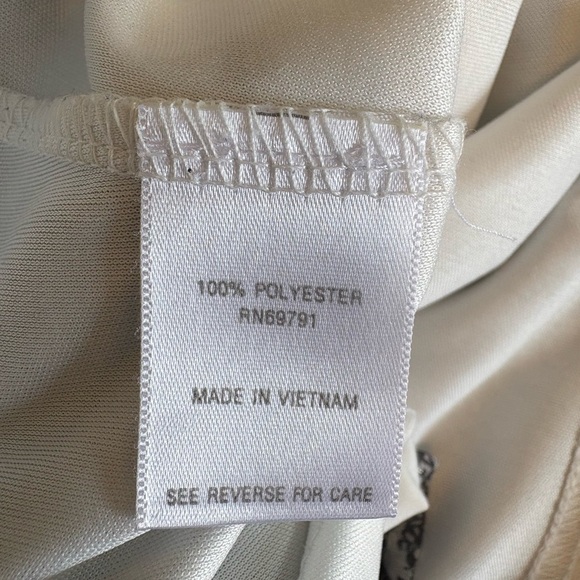 100% POLYESTER
RN69791
MADE IN VIETNAM
SEE REVERSE FOR CARE